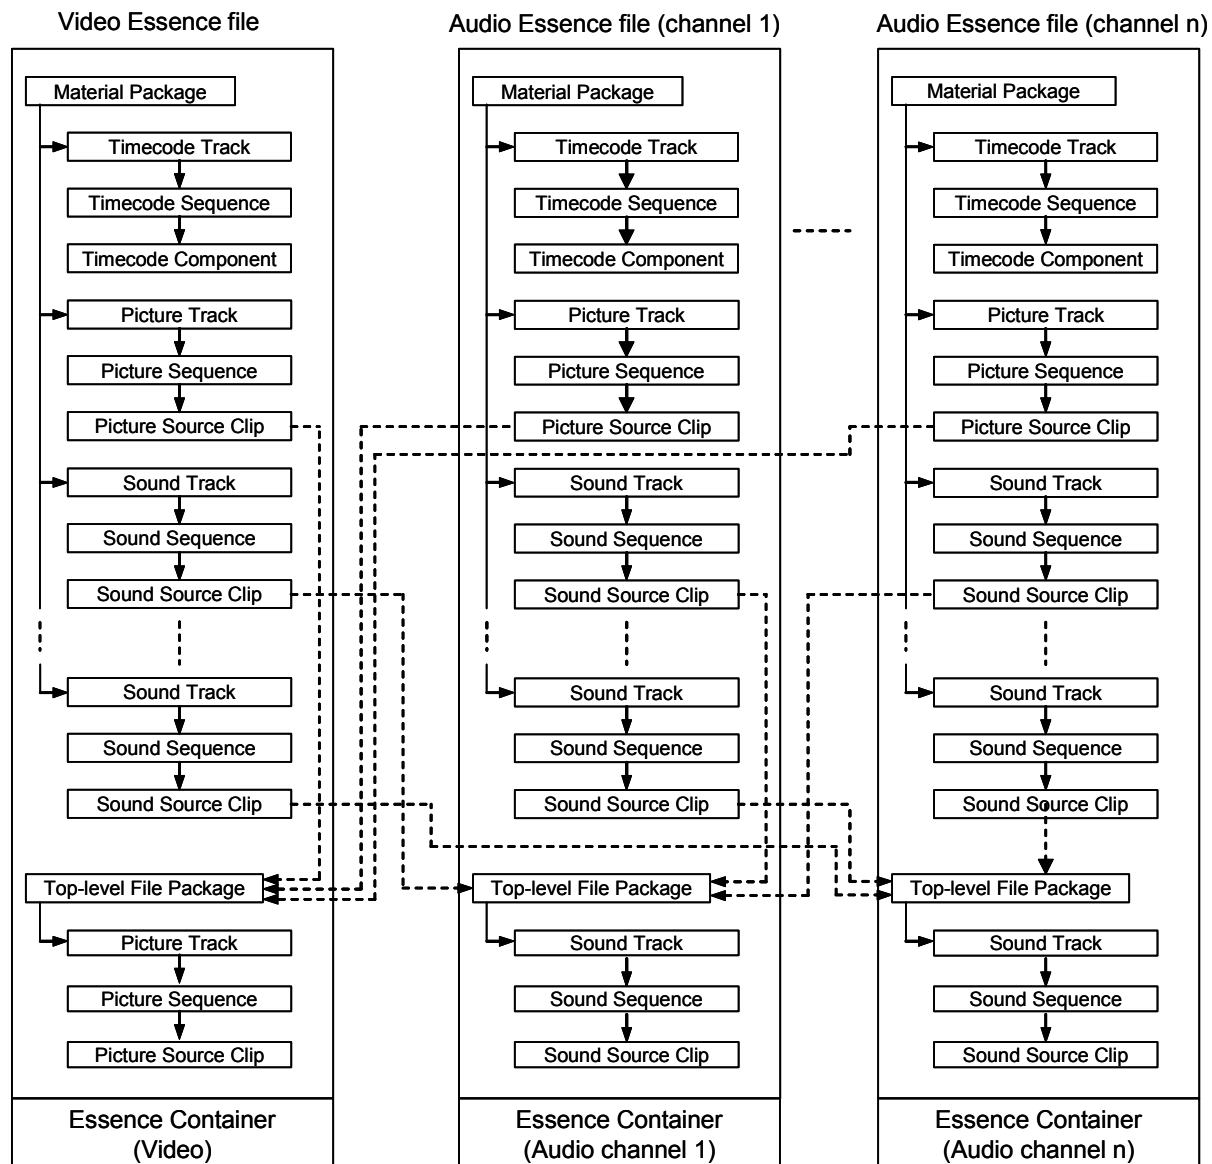 Video Essence file
Material Package
Timecode Track
Timecode Sequence
Timecode Component
Picture Track
Picture Sequence
Picture Source Clip
Sound Track
Sound Sequence
Sound Source Clip
Sound Track
Sound Sequence
Sound Source Clip
Top-level File Package
Picture Track
Picture Sequence
Picture Source Clip
Essence Container
(Video)
Audio Essence file (channel 1)
Material Package
Timecode Track
Timecode Sequence
Timecode Component
Picture Track
Picture Sequence
Picture Source Clip
Sound Track
Sound Sequence
Sound Source Clip
Sound Track
Sound Sequence
Sound Source Clip
Top-level File Package
Sound Track
Sound Sequence
Sound Source Clip
Essence Container
(Audio channel 1)
Audio Essence file (channel n)
Material Package
Timecode Track
Timecode Sequence
Timecode Component
Picture Track
Picture Sequence
Picture Source Clip
Sound Track
Sound Sequence
Sound Source Clip
Sound Track
Sound Sequence
Sound Source Clip
Top-level File Package
Sound Track
Sound Sequence
Sound Source Clip
Essence Container
(Audio channel n)